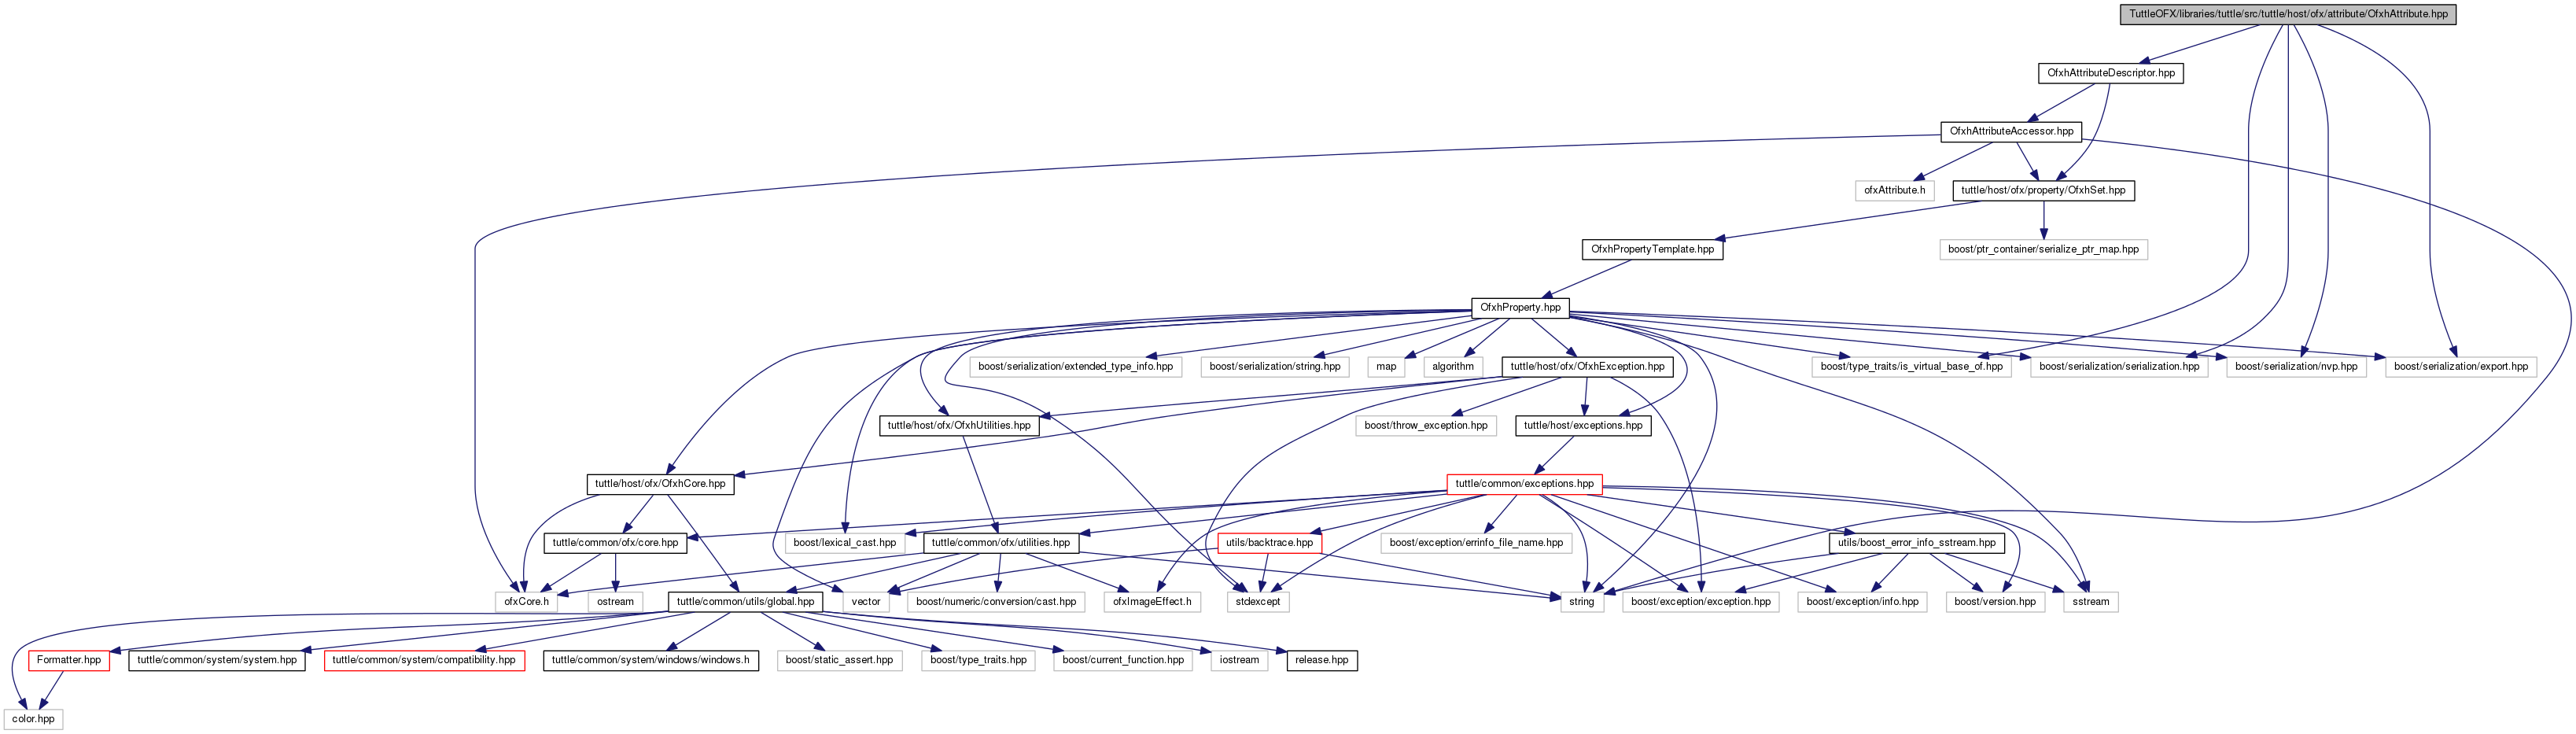 TuttleOFX/libraries/tuttle/src/tuttle/host/ofx/attribute/OfxhAttribute.hpp
OfxhAttributeDescriptor.hpp
OfxhAttributeAccessor.hpp
ofxAttribute.h
tuttle/host/ofx/property/OfxhSet.hpp
OfxhPropertyTemplate.hpp
boost/ptr_container/serialize_ptr_map.hpp
OfxhProperty.hpp
boost/serialization/extended_type_info.hpp
boost/serialization/string.hpp
map
algorithm
tuttle/host/ofx/OfxhException.hpp
boost/type_traits/is_virtual_base_of.hpp
boost/serialization/serialization.hpp
boost/serialization/nvp.hpp
boost/serialization/export.hpp
tuttle/host/ofx/OfxhUtilities.hpp
boost/throw_exception.hpp
tuttle/host/exceptions.hpp
tuttle/host/ofx/OfxhCore.hpp
tuttle/common/exceptions.hpp
tuttle/common/ofx/core.hpp
boost/lexical_cast.hpp
tuttle/common/ofx/utilities.hpp
utils/backtrace.hpp
boost/exception/errinfo_file_name.hpp
utils/boost_error_info_sstream.hpp
ofxCore.h
ostream
tuttle/common/utils/global.hpp
vector
boost/numeric/conversion/cast.hpp
ofxImageEffect.h
stdexcept
string
boost/exception/exception.hpp
boost/exception/info.hpp
boost/version.hpp
sstream
Formatter.hpp
tuttle/common/system/system.hpp
tuttle/common/system/compatibility.hpp
tuttle/common/system/windows/windows.h
boost/static_assert.hpp
boost/type_traits.hpp
boost/current_function.hpp
iostream
release.hpp
color.hpp